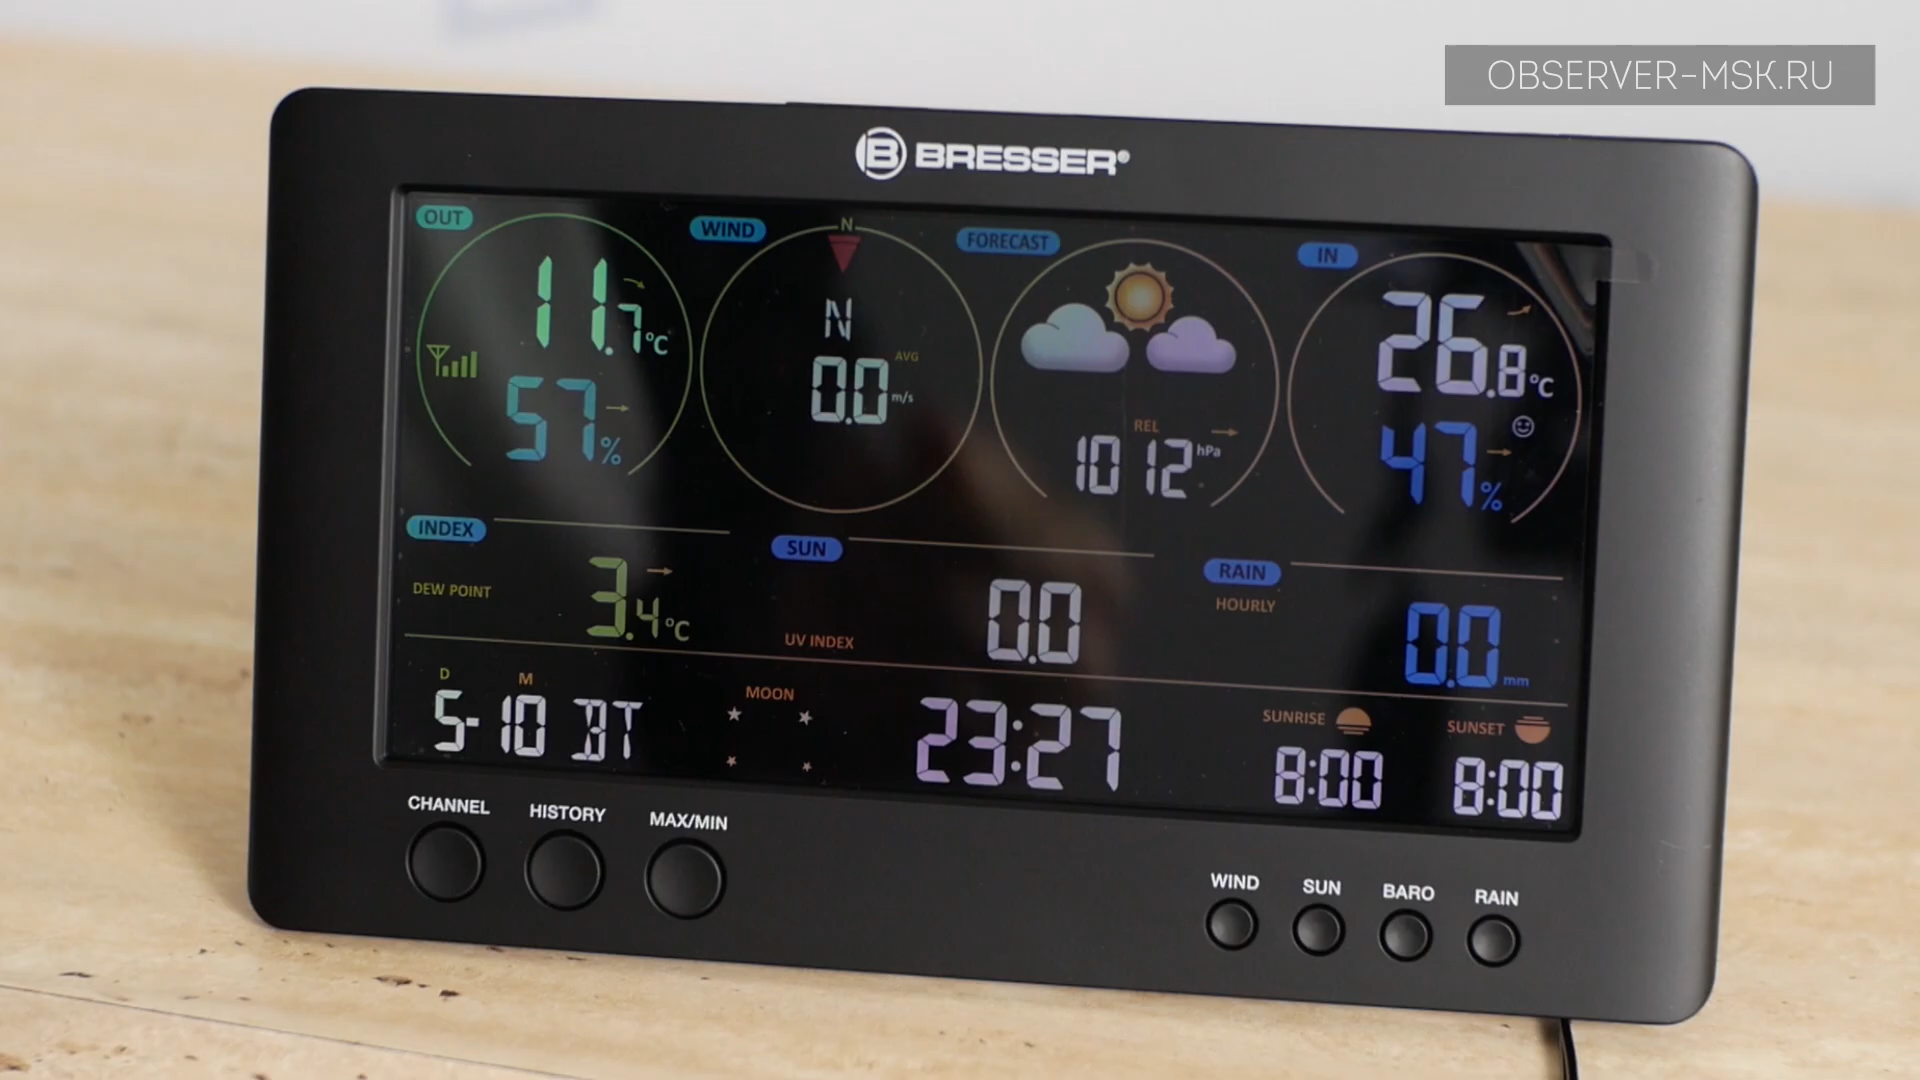 OBSERVER-MSK.RU
B BRESSER®
OUT
11.7 °C
57 %
WIND
N
N
AVG
0.0 m/s
FORECAST
REL
1012 hPa
IN
26.8 °C
47 %
INDEX
DEW POINT
3.4 °C
SUN
UV INDEX
0.0
RAIN
HOURLY
0.0 mm
D M
5-10 BT
MOON
23:27
SUNRISE
8:00
SUNSET
8:00
CHANNEL HISTORY MAX/MIN
WIND SUN BARO RAIN